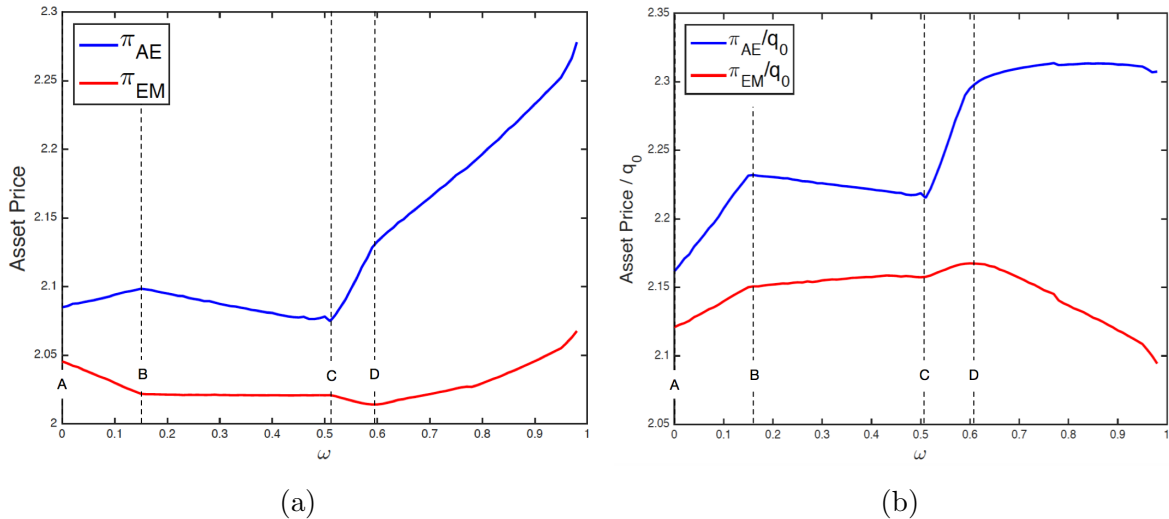 2.3
2.25
2.2
2.15
2.1
2.05
2
Asset Price
π_AE
π_EM
A
B
C
D
0
0.1
0.2
0.3
0.4
0.5
0.6
0.7
0.8
0.9
1
ω
(a)
2.35
2.3
2.25
2.2
2.15
2.1
2.05
Asset Price / q_0
π_AE/q_0
π_EM/q_0
A
B
C
D
0
0.1
0.2
0.3
0.4
0.5
0.6
0.7
0.8
0.9
1
ω
(b)